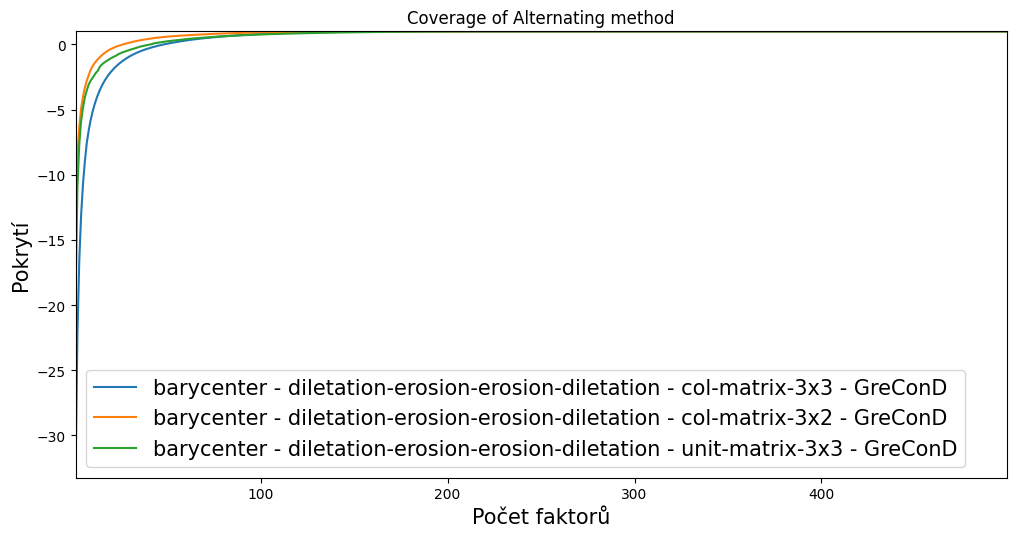 Coverage of Alternating method
Pokrytí
0
−5
−10
−15
−20
−25
−30
barycenter - diletation-erosion-erosion-diletation - col-matrix-3x3 - GreConD
barycenter - diletation-erosion-erosion-diletation - col-matrix-3x2 - GreConD
barycenter - diletation-erosion-erosion-diletation - unit-matrix-3x3 - GreConD
100 200 300 400
Počet faktorů